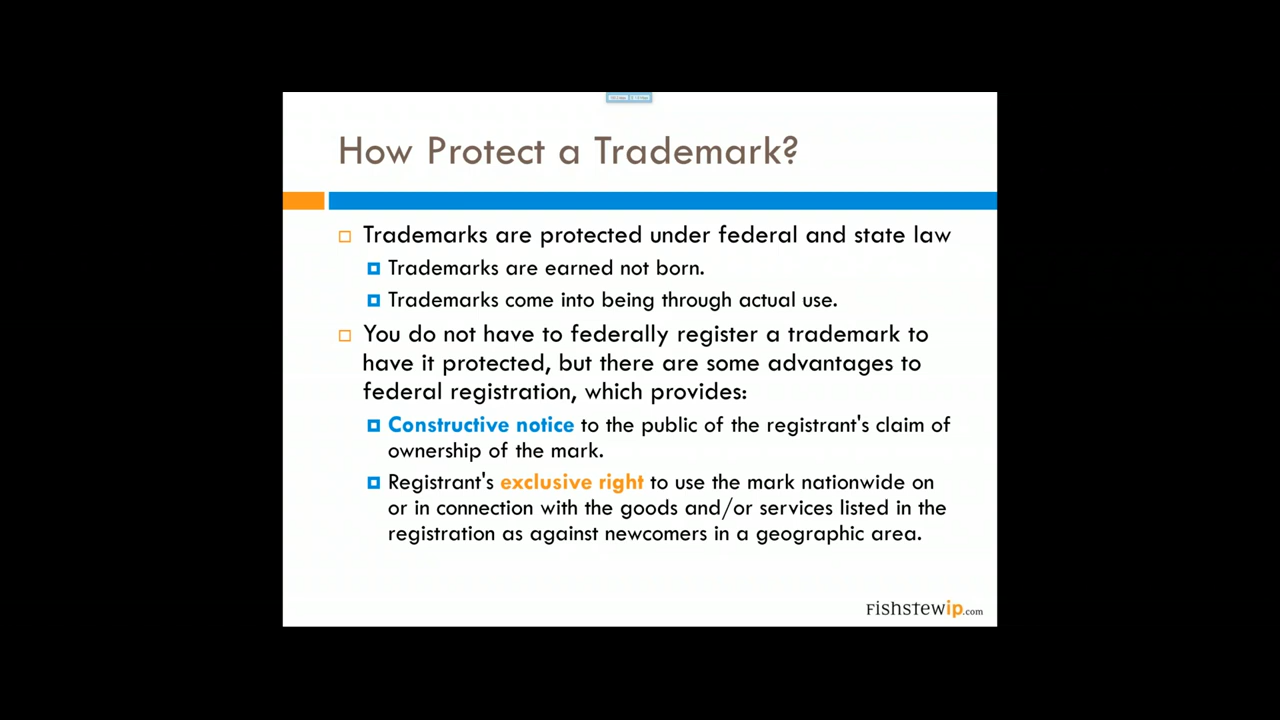 How Protect a Trademark?
Trademarks are protected under federal and state law
Trademarks are earned not born.
Trademarks come into being through actual use.
You do not have to federally register a trademark to
have it protected, but there are some advantages to
federal registration, which provides:
Constructive notice to the public of the registrant's claim of
ownership of the mark.
Registrant's exclusive right to use the mark nationwide on
or in connection with the goods and/or services listed in the
registration as against newcomers in a geographic area.
Fishstewip.com